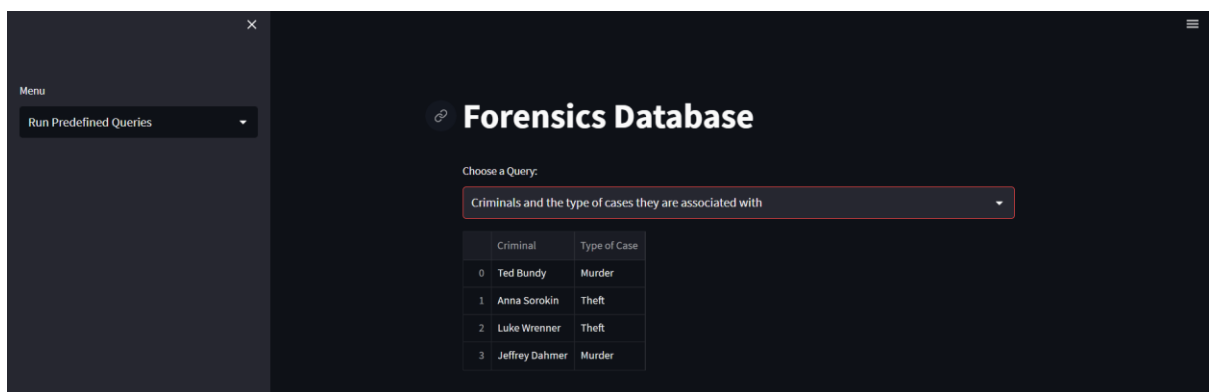 Menu
Run Predefined Queries
Forensics Database
Choose a Query:
Criminals and the type of cases they are associated with
Criminal Type of Case
0 Ted Bundy Murder
1 Anna Sorokin Theft
2 Luke Wrenner Theft
3 Jeffrey Dahmer Murder